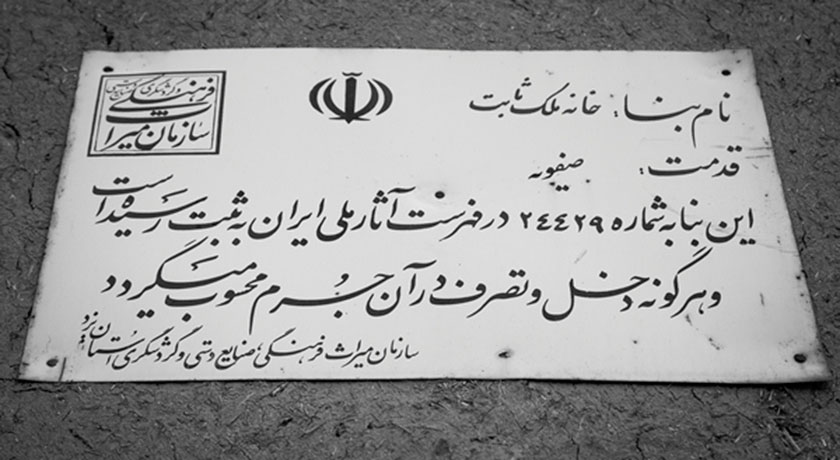 سازمان میراث فرهنگی
و گردشگری
نام بنا: خانه ملک ثابت
قدمت: صفویه
این بنا به شماره ۲۴۴۲۹ در فهرست آثار ملی ایران به ثبت رسیده است
و هرگونه دخل و تصرف در آن جرم محسوب میگردد
سازمان میراث فرهنگی، صنایع دستی و گردشگری استان یزد